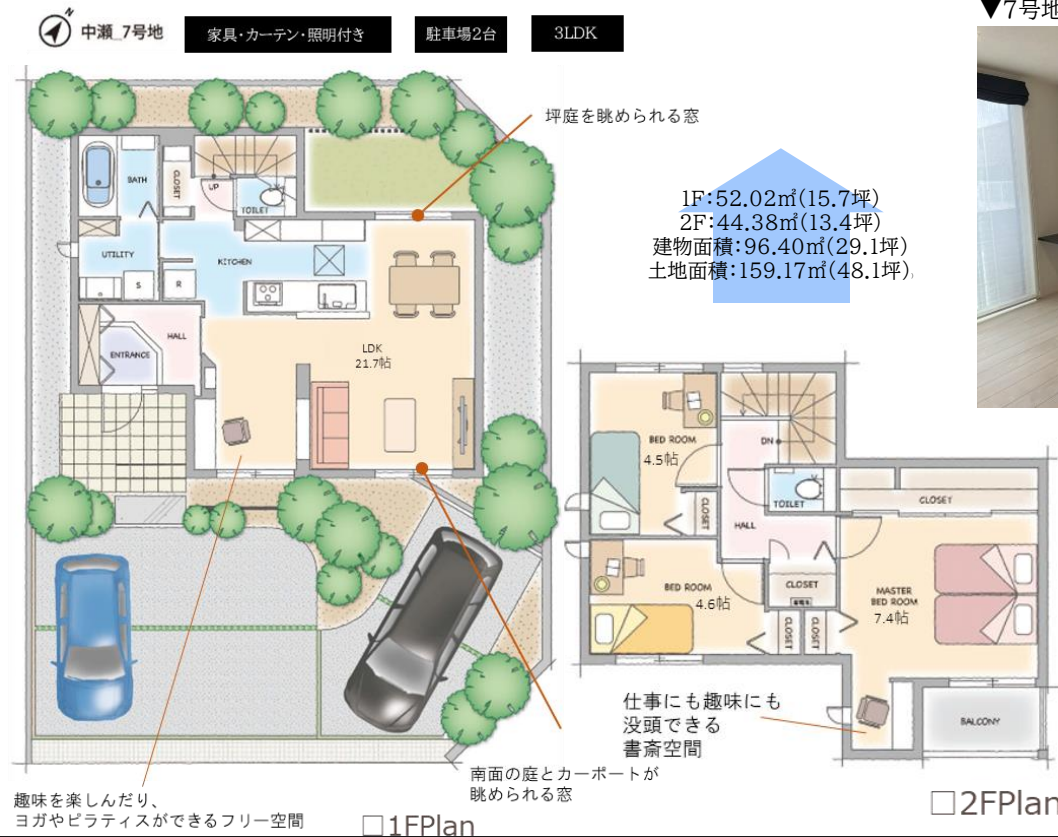 N
中瀬_7号地
家具・カーテン・照明付き
駐車場2台
3LDK
▼7号地
坪庭を眺められる窓
1F:52.02㎡(15.7坪)
2F:44.38㎡(13.4坪)
建物面積:96.40㎡(29.1坪)
土地面積:159.17㎡(48.1坪)
BATH
CLOSET
UP
TOILET
UTILITY
S
R
KITCHEN
HALL
ENTRANCE
LDK
21.7帖
BED ROOM
4.5帖
CLOSET
DN
TOILET
HALL
CLOSET
BED ROOM
4.6帖
CLOSET
CLOSET
CLOSET
MASTER
BED ROOM
7.4帖
BALCONY
仕事にも趣味にも
没頭できる
書斎空間
南面の庭とカーポートが
眺められる窓
趣味を楽しんだり、
ヨガやピラティスができるフリー空間
□1FPlan
□2FPlan